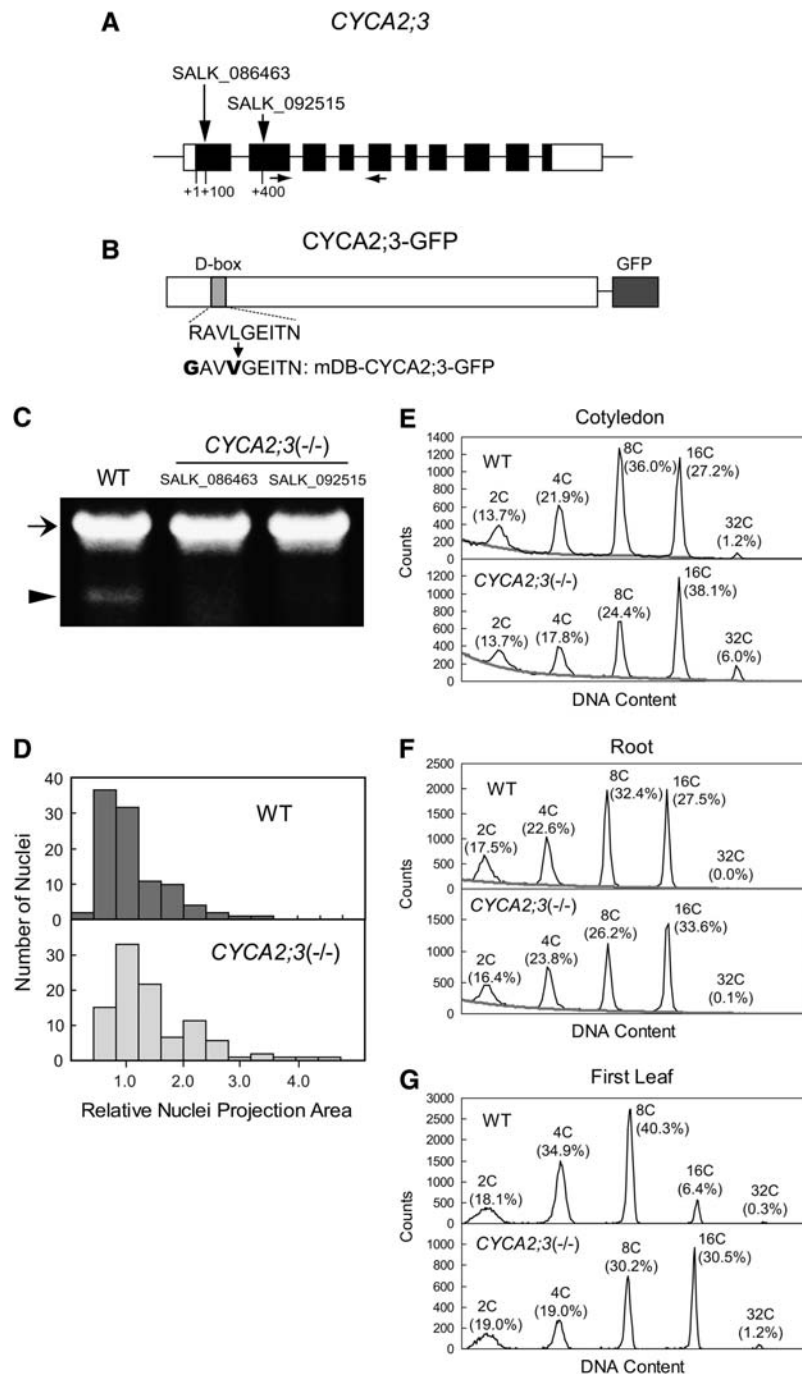 A
CYCA2;3
SALK_086463
SALK_092515
+1+100
+400
B
CYCA2;3-GFP
D-box
GFP
RAVLGEITN
GAVVGEITN: mDB-CYCA2;3-GFP
C
WT
CYCA2;3(-/-)
SALK_086463
SALK_092515
D
Number of Nuclei
40
30
20
10
0
WT
30
20
10
0
CYCA2;3(-/-)
1.0
2.0
3.0
4.0
Relative Nuclei Projection Area
E
Cotyledon
Counts
1400
1200
1000
800
600
400
200
0
WT
2C
(13.7%)
4C
(21.9%)
8C
(36.0%)
16C
(27.2%)
32C
(1.2%)
1200
1000
800
600
400
200
0
CYCA2;3(-/-)
2C
(13.7%)
4C
(17.8%)
8C
(24.4%)
16C
(38.1%)
32C
(6.0%)
DNA Content
F
Root
Counts
2500
2000
1500
1000
500
0
WT
2C
(17.5%)
4C
(22.6%)
8C
(32.4%)
16C
(27.5%)
32C
(0.0%)
1500
1000
500
0
CYCA2;3(-/-)
2C
(16.4%)
4C
(23.8%)
8C
(26.2%)
16C
(33.6%)
32C
(0.1%)
DNA Content
G
First Leaf
Counts
3000
2500
2000
1500
1000
500
0
WT
2C
(18.1%)
4C
(34.9%)
8C
(40.3%)
16C
(6.4%)
32C
(0.3%)
1000
800
600
400
200
0
CYCA2;3(-/-)
2C
(19.0%)
4C
(19.0%)
8C
(30.2%)
16C
(30.5%)
32C
(1.2%)
DNA Content